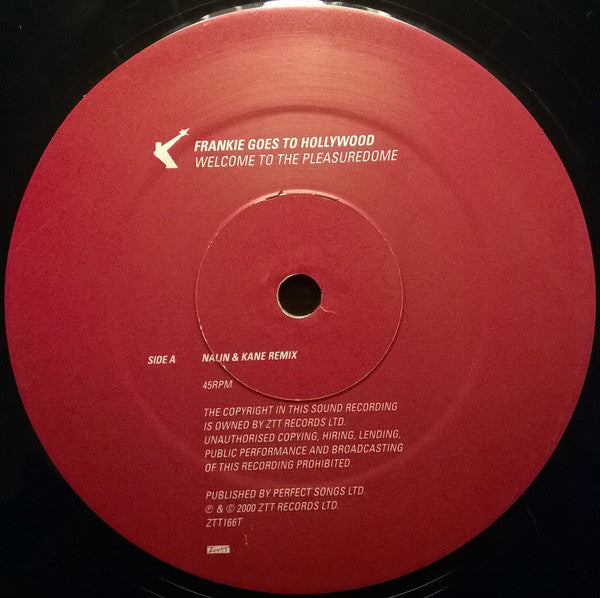 FRANKIE GOES TO HOLLYWOOD
WELCOME TO THE PLEASUREDOME
SIDE A NALIN & KANE REMIX
45RPM
THE COPYRIGHT IN THIS SOUND RECORDING
IS OWNED BY ZTT RECORDS LTD.
UNAUTHORISED COPYING, HIRING, LENDING,
PUBLIC PERFORMANCE AND BROADCASTING
OF THIS RECORDING PROHIBITED
PUBLISHED BY PERFECT SONGS LTD.
℗ & © 2000 ZTT RECORDS LTD.
ZTT166T
ZTT